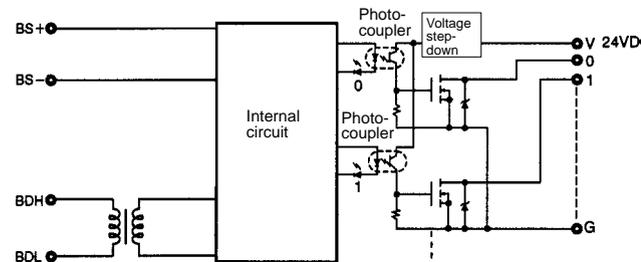 BS+
BS−
BDH
BDL
Internal
circuit
Photo-
coupler
0
Photo-
coupler
1
Voltage
step-
down
V 24VD
0
1
G